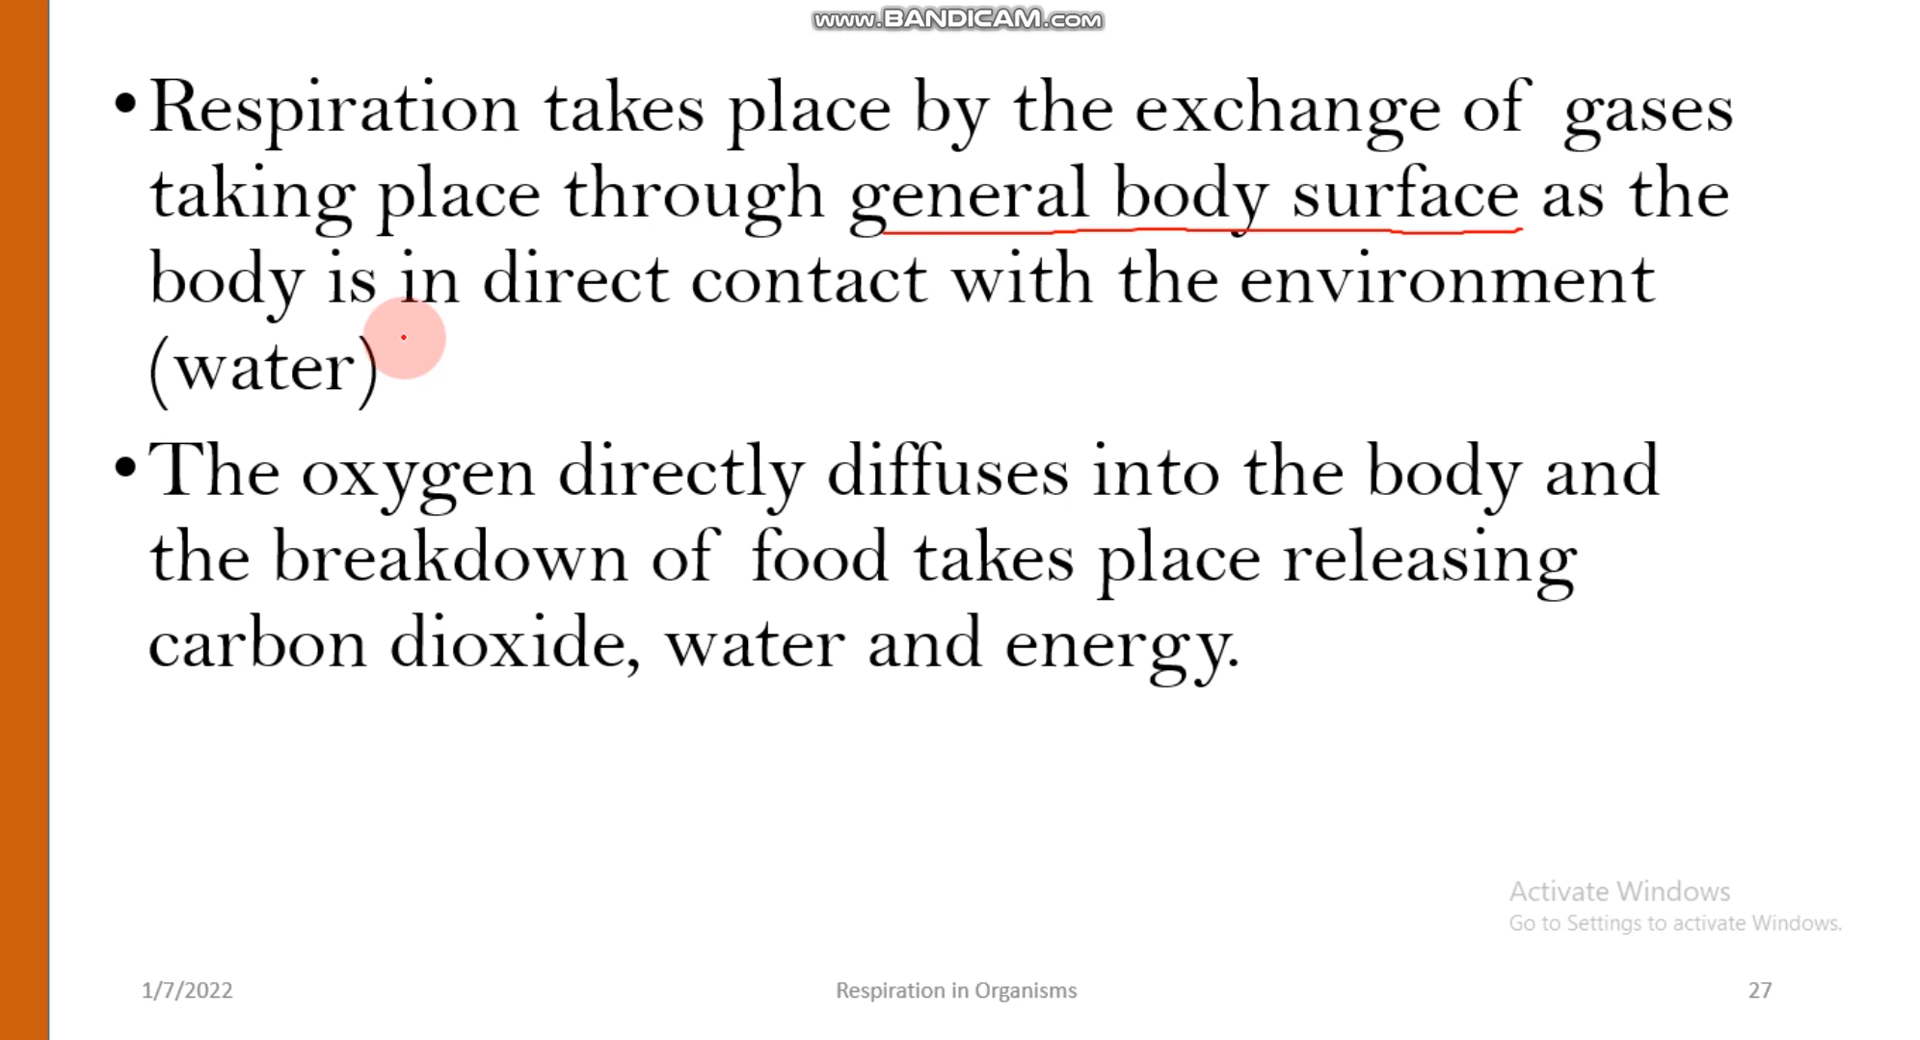 www.BANDICAM.com
•Respiration takes place by the exchange of gases
taking place through general body surface as the
body is in direct contact with the environment
(water)
•The oxygen directly diffuses into the body and
the breakdown of food takes place releasing
carbon dioxide, water and energy.
Activate Windows
Go to Settings to activate Windows.
1/7/2022 Respiration in Organisms 27